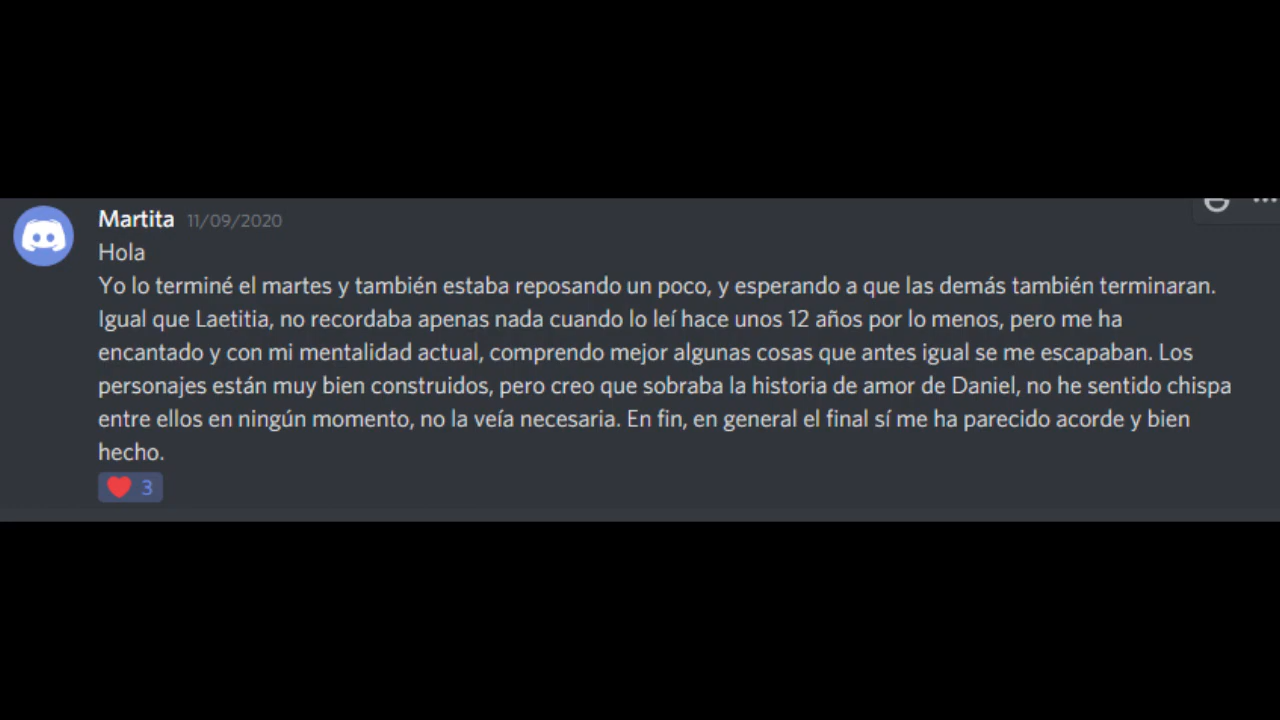 Martita 11/09/2020
Hola
Yo lo terminé el martes y también estaba reposando un poco, y esperando a que las demás también terminaran.
Igual que Laetitia, no recordaba apenas nada cuando lo leí hace unos 12 años por lo menos, pero me ha
encantado y con mi mentalidad actual, comprendo mejor algunas cosas que antes igual se me escapaban. Los
personajes están muy bien construidos, pero creo que sobraba la historia de amor de Daniel, no he sentido chispa
entre ellos en ningún momento, no la veía necesaria. En fin, en general el final sí me ha parecido acorde y bien
hecho.
3